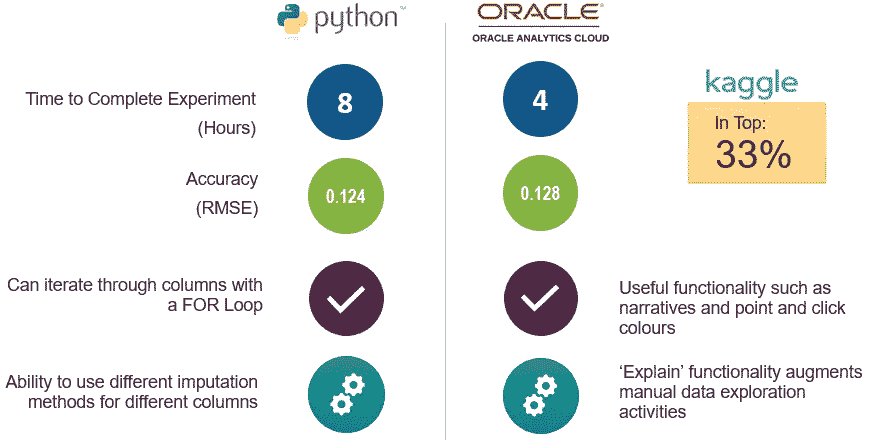 python™
ORACLE®
ORACLE ANALYTICS CLOUD
Time to Complete Experiment
(Hours)
8
4
kaggle
In Top:
33%
Accuracy
(RMSE)
0.124
0.128
Can iterate through columns with
a FOR Loop
Useful functionality such as
narratives and point and click
colours
Ability to use different imputation
methods for different columns
‘Explain’ functionality augments
manual data exploration
activities